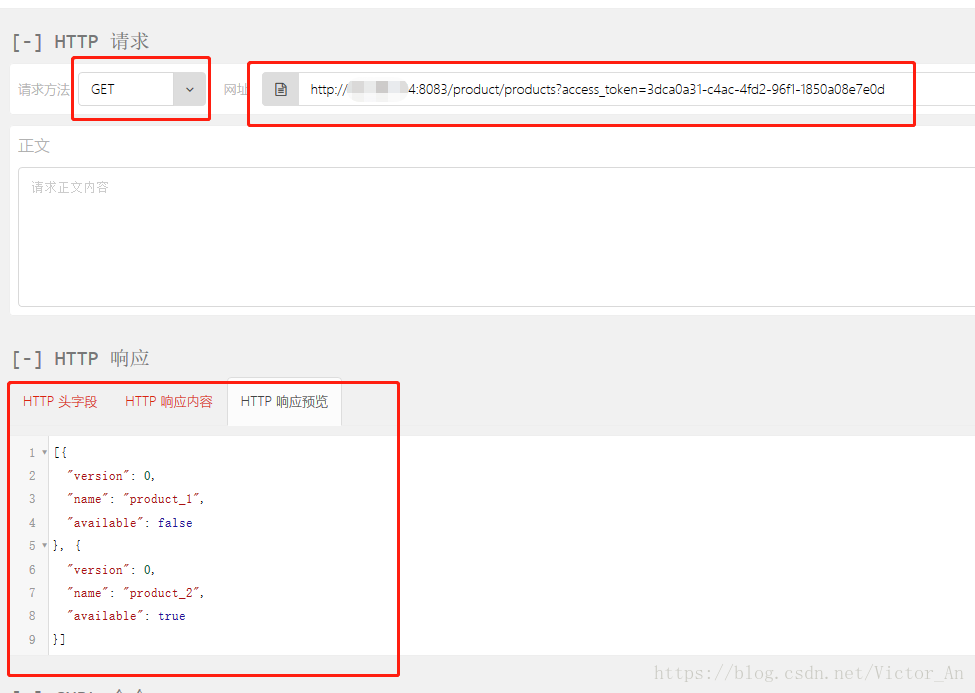 [-] HTTP 请求
请求方法 GET 网址 http:// 4:8083/product/products?access_token=3dca0a31-c4ac-4fd2-96f1-1850a08e7e0d
正文
请求正文内容
[-] HTTP 响应
HTTP 头字段 HTTP 响应内容 HTTP 响应预览
1 [{
2 "version": 0,
3 "name": "product_1",
4 "available": false
5 }, {
6 "version": 0,
7 "name": "product_2",
8 "available": true
9 }]
https://blog.csdn.net/Victor_An